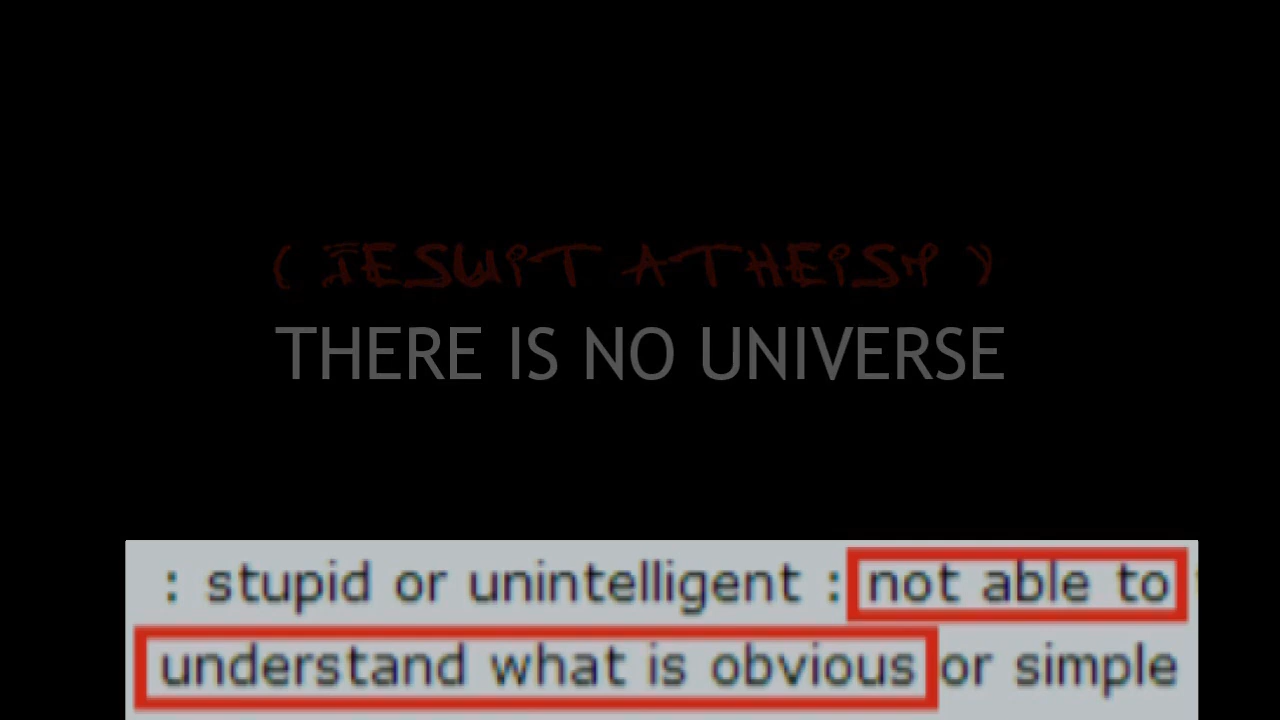 ( JESUIT ATHEISM )
THERE IS NO UNIVERSE
: stupid or unintelligent : not able to
understand what is obvious or simple